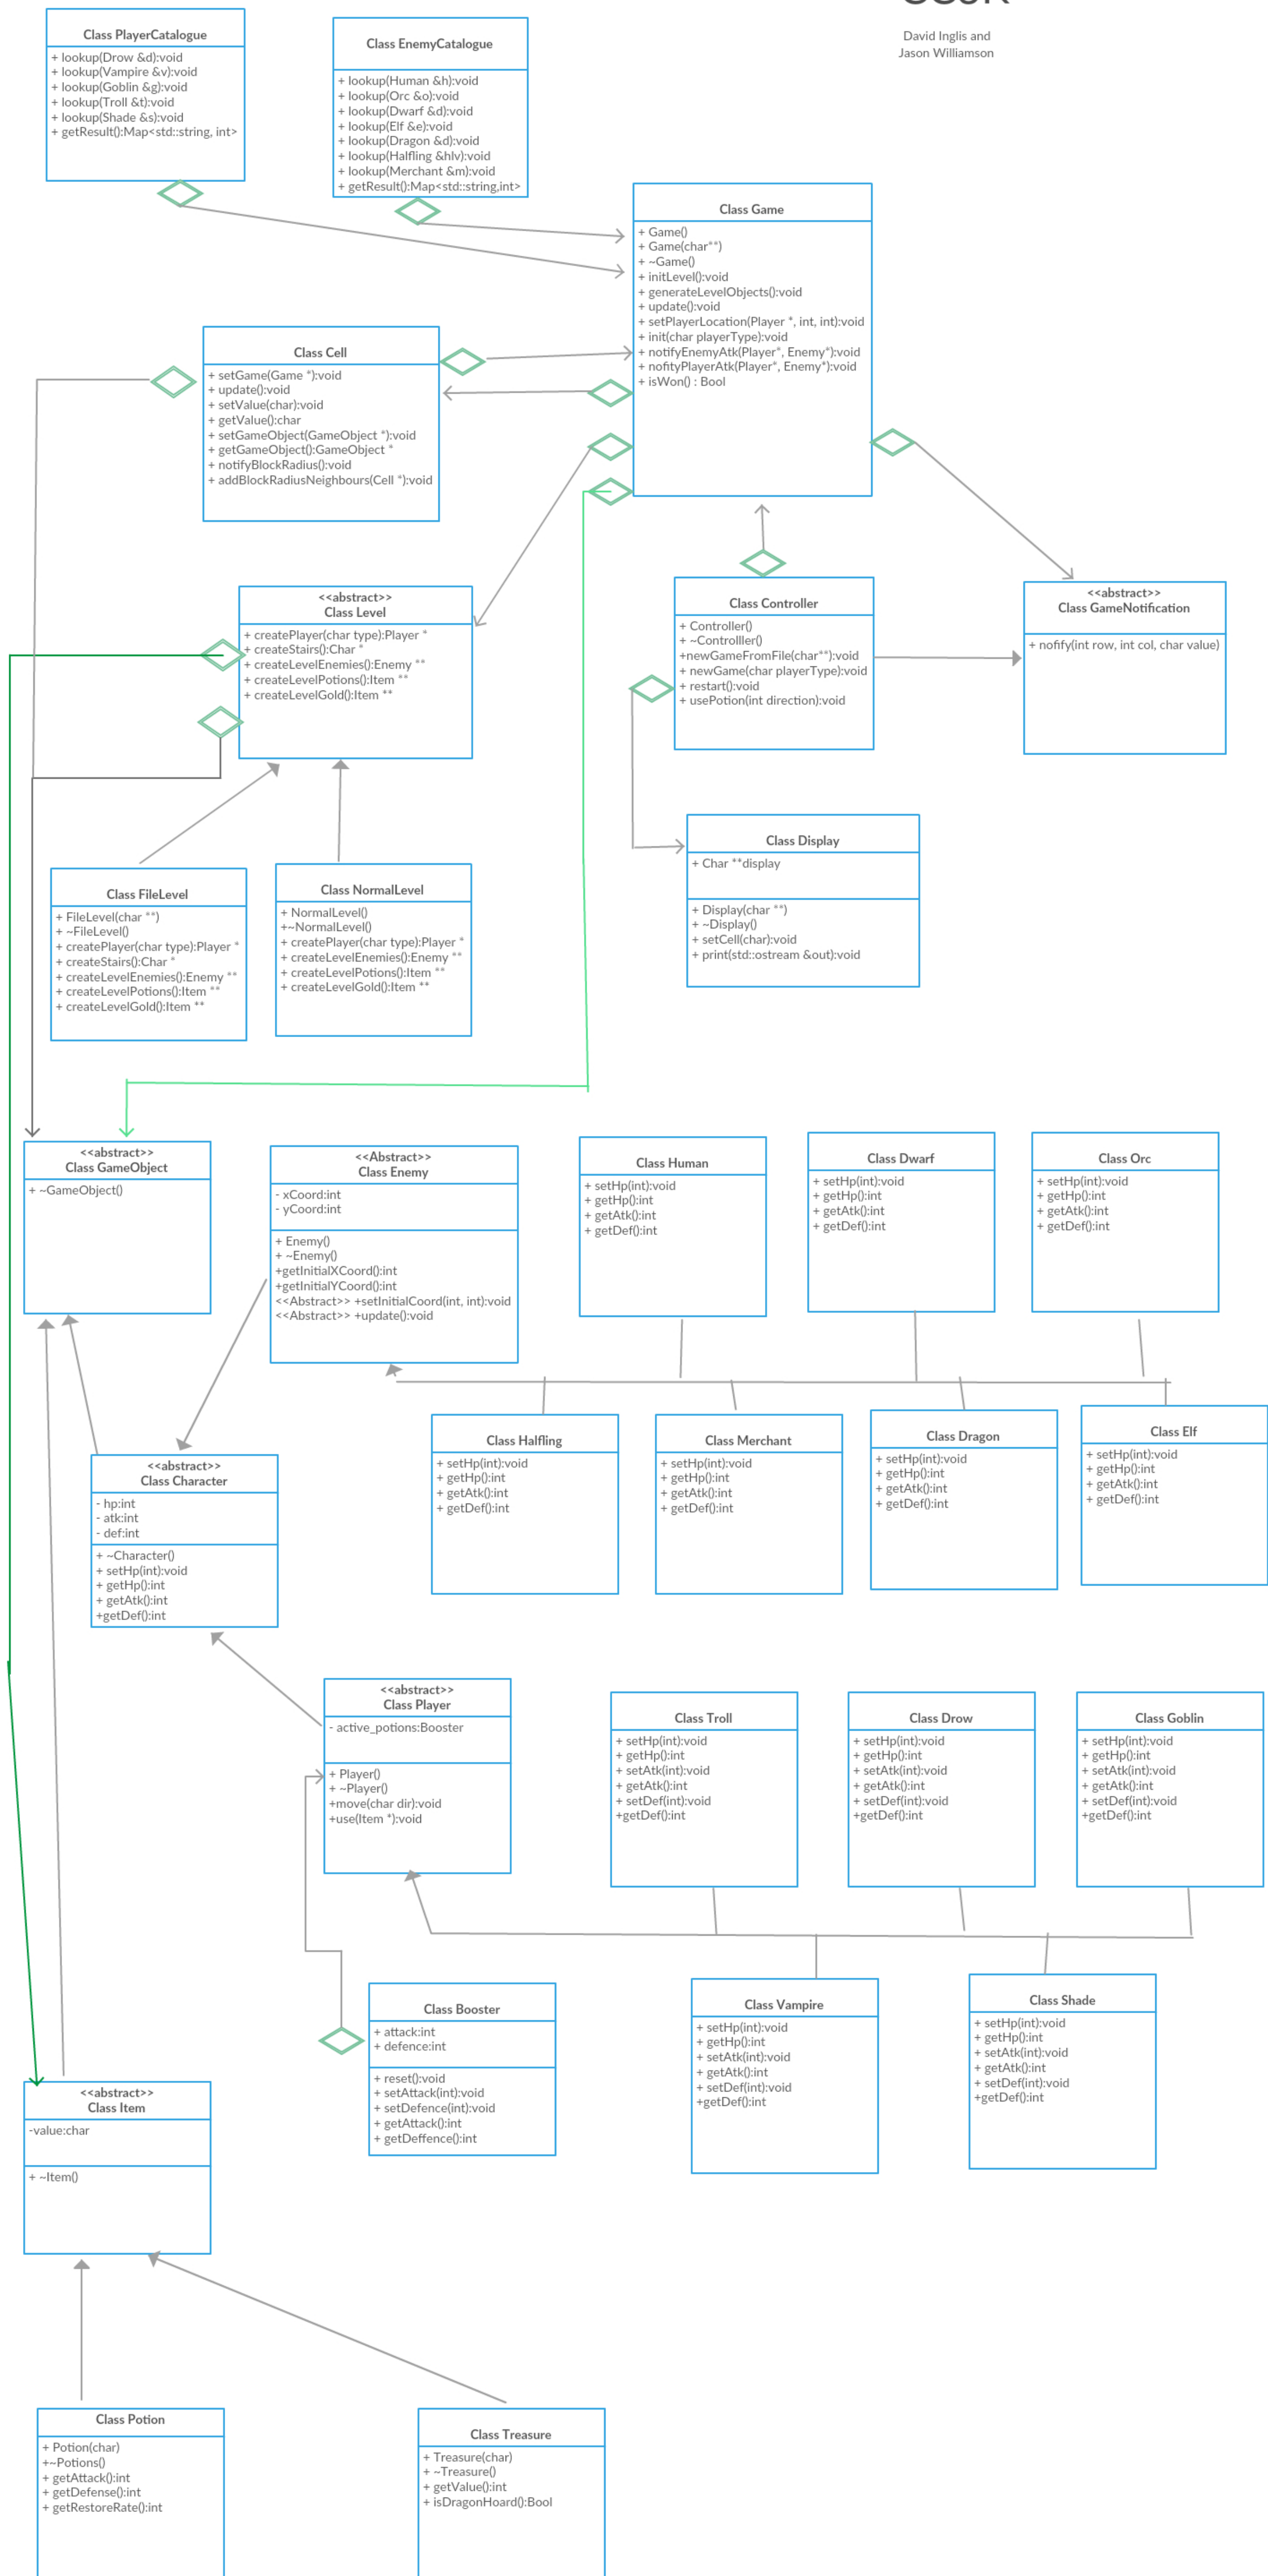 David Inglis and
Jason Williamson
Class PlayerCatalogue
+ lookup(Drow &d):void
+ lookup(Vampire &v):void
+ lookup(Goblin &g):void
+ lookup(Troll &t):void
+ lookup(Shade &s):void
+ getResult():Map<std::string, int>
Class EnemyCatalogue
+ lookup(Human &h):void
+ lookup(Orc &o):void
+ lookup(Dwarf &d):void
+ lookup(Elf &e):void
+ lookup(Dragon &d):void
+ lookup(Halfling &hlv):void
+ lookup(Merchant &m):void
+ getResult():Map<std::string,int>
Class Game
+ Game()
+ Game(char**)
+ ~Game()
+ initLevel():void
+ generateLevelObjects():void
+ update():void
+ setPlayerLocation(Player *, int, int):void
+ init(char playerType):void
+ notifyEnemyAtk(Player*, Enemy*):void
+ nofityPlayerAtk(Player*, Enemy*):void
+ isWon() : Bool
Class Cell
+ setGame(Game *):void
+ update():void
+ setValue(char):void
+ getValue():char
+ setGameObject(GameObject *):void
+ getGameObject():GameObject *
+ notifyBlockRadius():void
+ addBlockRadiusNeighbours(Cell *):void
<<abstract>>
Class Level
+ createPlayer(char type):Player *
+ createStairs():Char *
+ createLevelEnemies():Enemy **
+ createLevelPotions():Item **
+ createLevelGold():Item **
Class Controller
+ Controller()
+ ~Controlller()
+newGameFromFile(char**):void
+ newGame(char playerType):void
+ restart():void
+ usePotion(int direction):void
<<abstract>>
Class GameNotification
+ nofify(int row, int col, char value)
Class Display
+ Char **display
+ Display(char **)
+ ~Display()
+ setCell(char):void
+ print(std::ostream &out):void
Class FileLevel
+ FileLevel(char **)
+ ~FileLevel()
+ createPlayer(char type):Player *
+ createStairs():Char *
+ createLevelEnemies():Enemy **
+ createLevelPotions():Item **
+ createLevelGold():Item **
Class NormalLevel
+ NormalLevel()
+~NormalLevel()
+ createPlayer(char type):Player *
+ createLevelEnemies():Enemy **
+ createLevelPotions():Item **
+ createLevelGold():Item **
<<abstract>>
Class GameObject
+ ~GameObject()
<<Abstract>>
Class Enemy
- xCoord:int
- yCoord:int
+ Enemy()
+ ~Enemy()
+getInitialXCoord():int
+getInitialYCoord():int
<<Abstract>> +setInitialCoord(int, int):void
<<Abstract>> +update():void
Class Human
+ setHp(int):void
+ getHp():int
+ getAtk():int
+ getDef():int
Class Dwarf
+ setHp(int):void
+ getHp():int
+ getAtk():int
+ getDef():int
Class Orc
+ setHp(int):void
+ getHp():int
+ getAtk():int
+ getDef():int
Class Halfling
+ setHp(int):void
+ getHp():int
+ getAtk():int
+ getDef():int
Class Merchant
+ setHp(int):void
+ getHp():int
+ getAtk():int
+ getDef():int
Class Dragon
+ setHp(int):void
+ getHp():int
+ getAtk():int
+ getDef():int
Class Elf
+ setHp(int):void
+ getHp():int
+ getAtk():int
+ getDef():int
<<abstract>>
Class Character
- hp:int
- atk:int
- def:int
+ ~Character()
+ setHp(int):void
+ getHp():int
+ getAtk():int
+getDef():int
<<abstract>>
Class Player
- active_potions:Booster
+ Player()
+ ~Player()
+move(char dir):void
+use(Item *):void
Class Troll
+ setHp(int):void
+ getHp():int
+ setAtk(int):void
+ getAtk():int
+ setDef(int):void
+getDef():int
Class Drow
+ setHp(int):void
+ getHp():int
+ setAtk(int):void
+ getAtk():int
+ setDef(int):void
+getDef():int
Class Goblin
+ setHp(int):void
+ getHp():int
+ setAtk(int):void
+ getAtk():int
+ setDef(int):void
+getDef():int
Class Booster
+ attack:int
+ defence:int
+ reset():void
+ setAttack(int):void
+ setDefence(int):void
+ getAttack():int
+ getDeffence():int
Class Vampire
+ setHp(int):void
+ getHp():int
+ setAtk(int):void
+ getAtk():int
+ setDef(int):void
+getDef():int
Class Shade
+ setHp(int):void
+ getHp():int
+ setAtk(int):void
+ getAtk():int
+ setDef(int):void
+getDef():int
<<abstract>>
Class Item
-value:char
+ ~Item()
Class Potion
+ Potion(char)
+~Potions()
+ getAttack():int
+ getDefense():int
+ getRestoreRate():int
Class Treasure
+ Treasure(char)
+ ~Treasure()
+ getValue():int
+ isDragonHoard():Bool